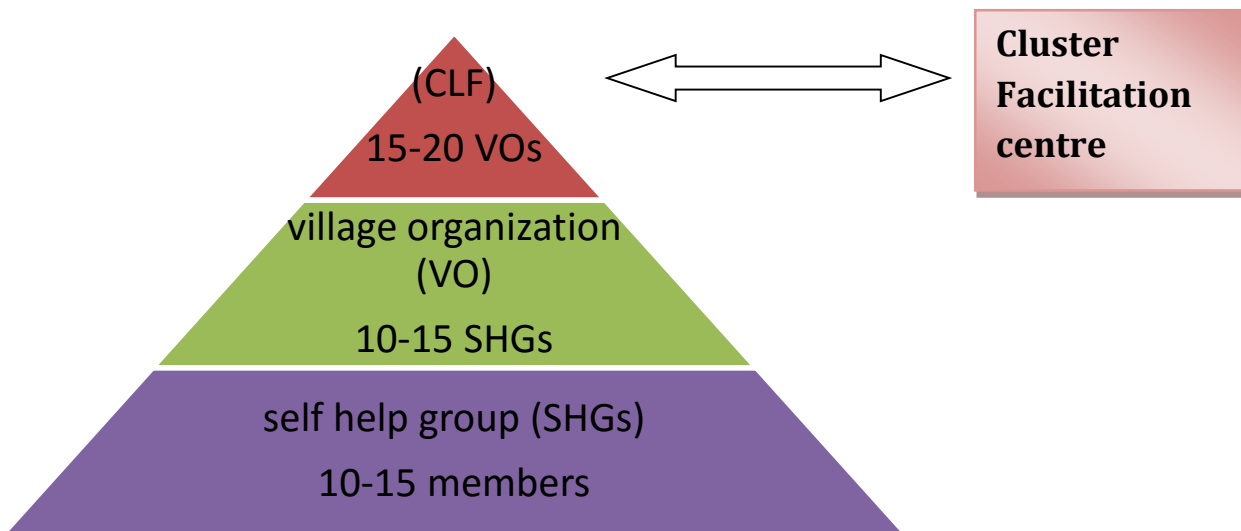 (CLF)
15-20 VOs
village organization
(VO)
10-15 SHGs
self help group (SHGs)
10-15 members
Cluster
Facilitation
centre